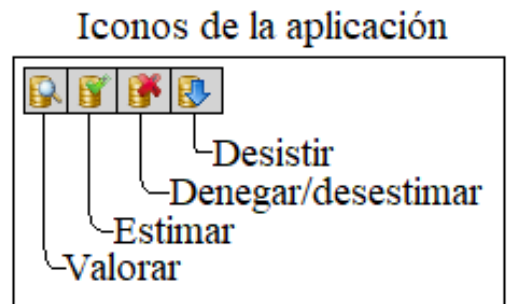 Iconos de la aplicación
Desistir
Denegar/desestimar
Estimar
Valorar